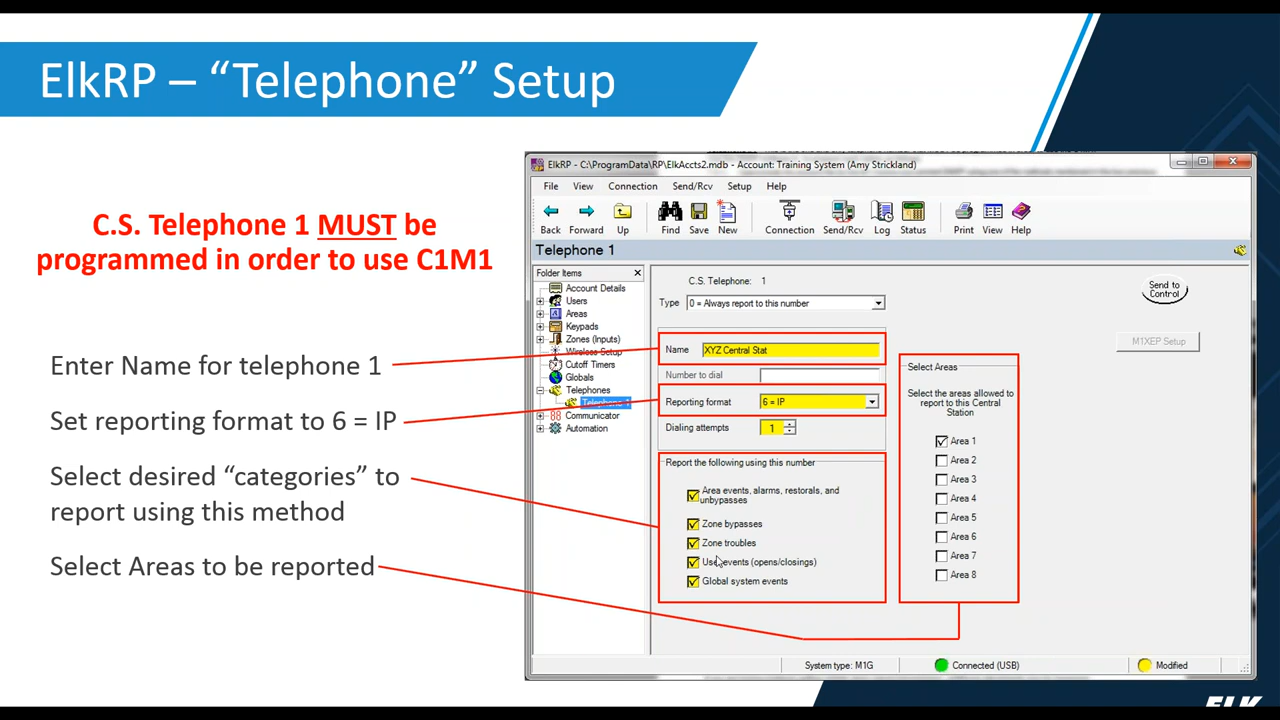 ElkRP – “Telephone” Setup
C.S. Telephone 1 MUST be
programmed in order to use C1M1
Enter Name for telephone 1
Set reporting format to 6 = IP
Select desired “categories” to
report using this method
Select Areas to be reported
ElkRP - C:\ProgramData\RP\ElkAccts2.mdb - Account: Training System (Amy Strickland)
File View Connection Send/Rcv Setup Help
Back Forward Up Find Save New Connection Send/Rcv Log Status Print View Help
Telephone 1
Folder Items
Account Details
Users
Areas
Keypads
Zones (Inputs)
Wireless Setup
Cutoff Timers
Globals
Telephones
Telephone 1
Communicator
Automation
C.S. Telephone: 1
Type 0 = Always report to this number
Name XYZ Central Stat
Number to dial
Reporting format 6 = IP
Dialing attempts 1
Report the following using this number
Area events, alarms, restorals, and
unbypasses
Zone bypasses
Zone troubles
User events (opens/closings)
Global system events
Select Areas
Select the areas allowed to
report to this Central
Station
Area 1
Area 2
Area 3
Area 4
Area 5
Area 6
Area 7
Area 8
Send to
Control
M1XEP Setup
System type: M1G
Connected (USB)
Modified
ELK